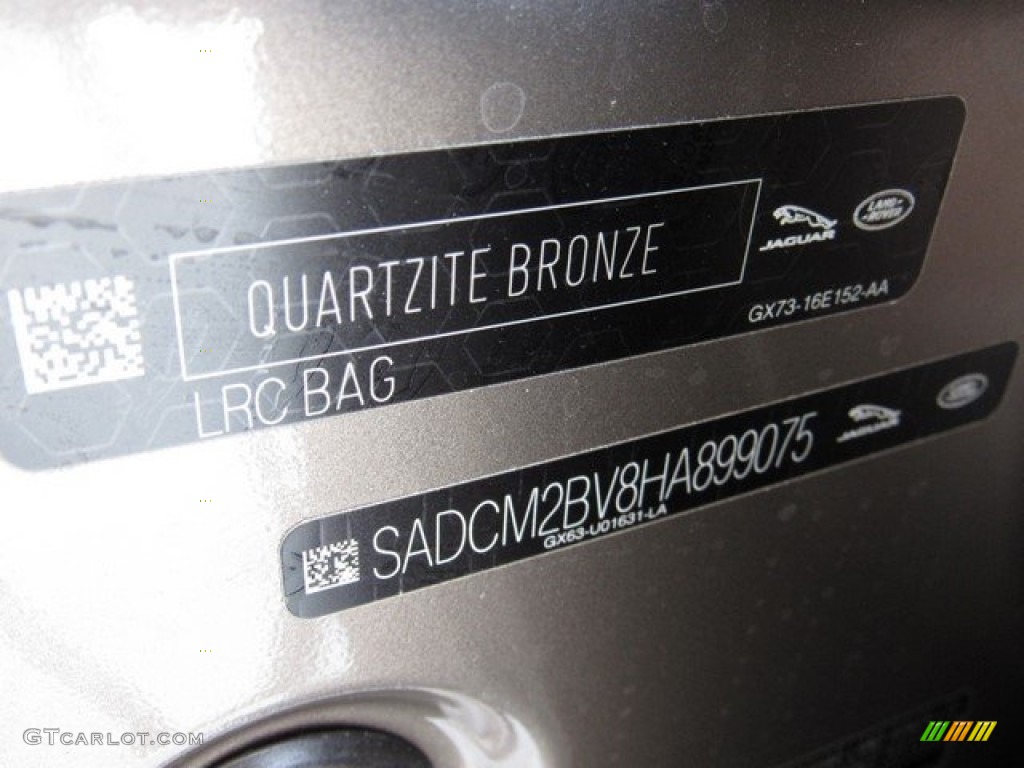 QUARTZITE BRONZE
JAGUAR
LAND-
-ROVER
GX73-16E152-AA
LRC BAG
SADCM2BV8HA899075
JAGUAR
GX63-U01631-LA
GTCARLOT.COM